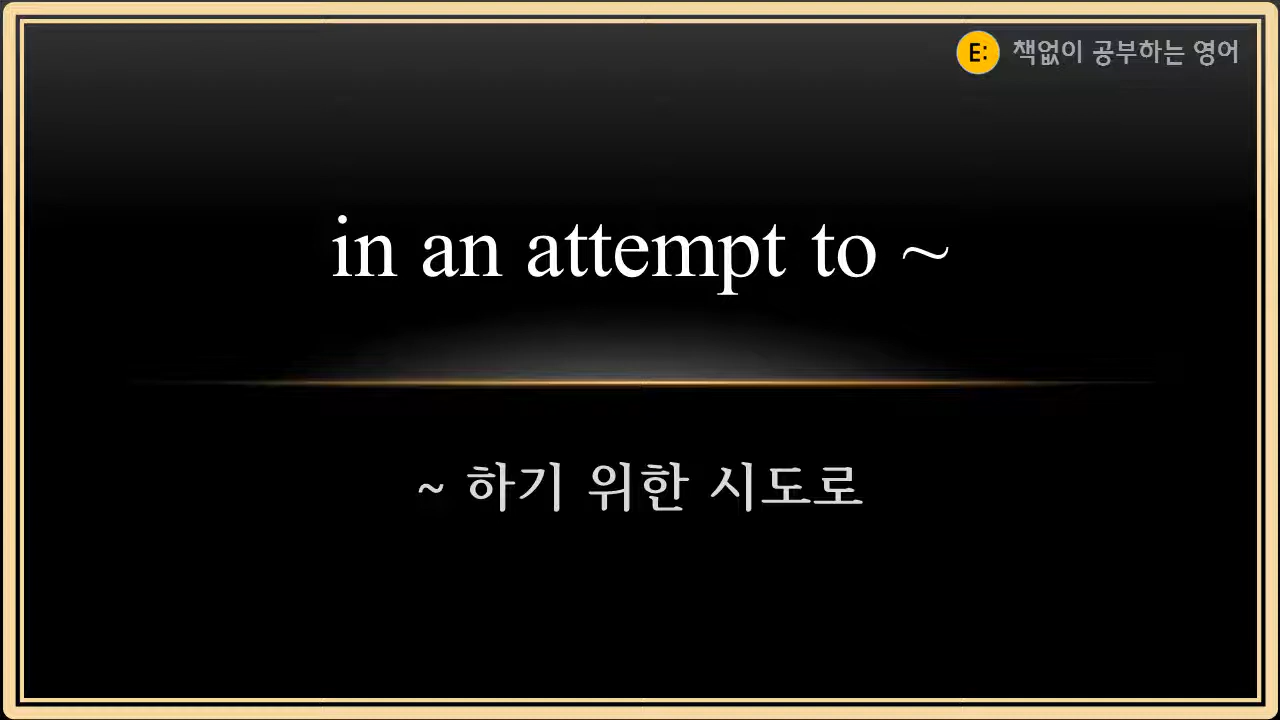 E: 책없이 공부하는 영어
in an attempt to ~
~ 하기 위한 시도로